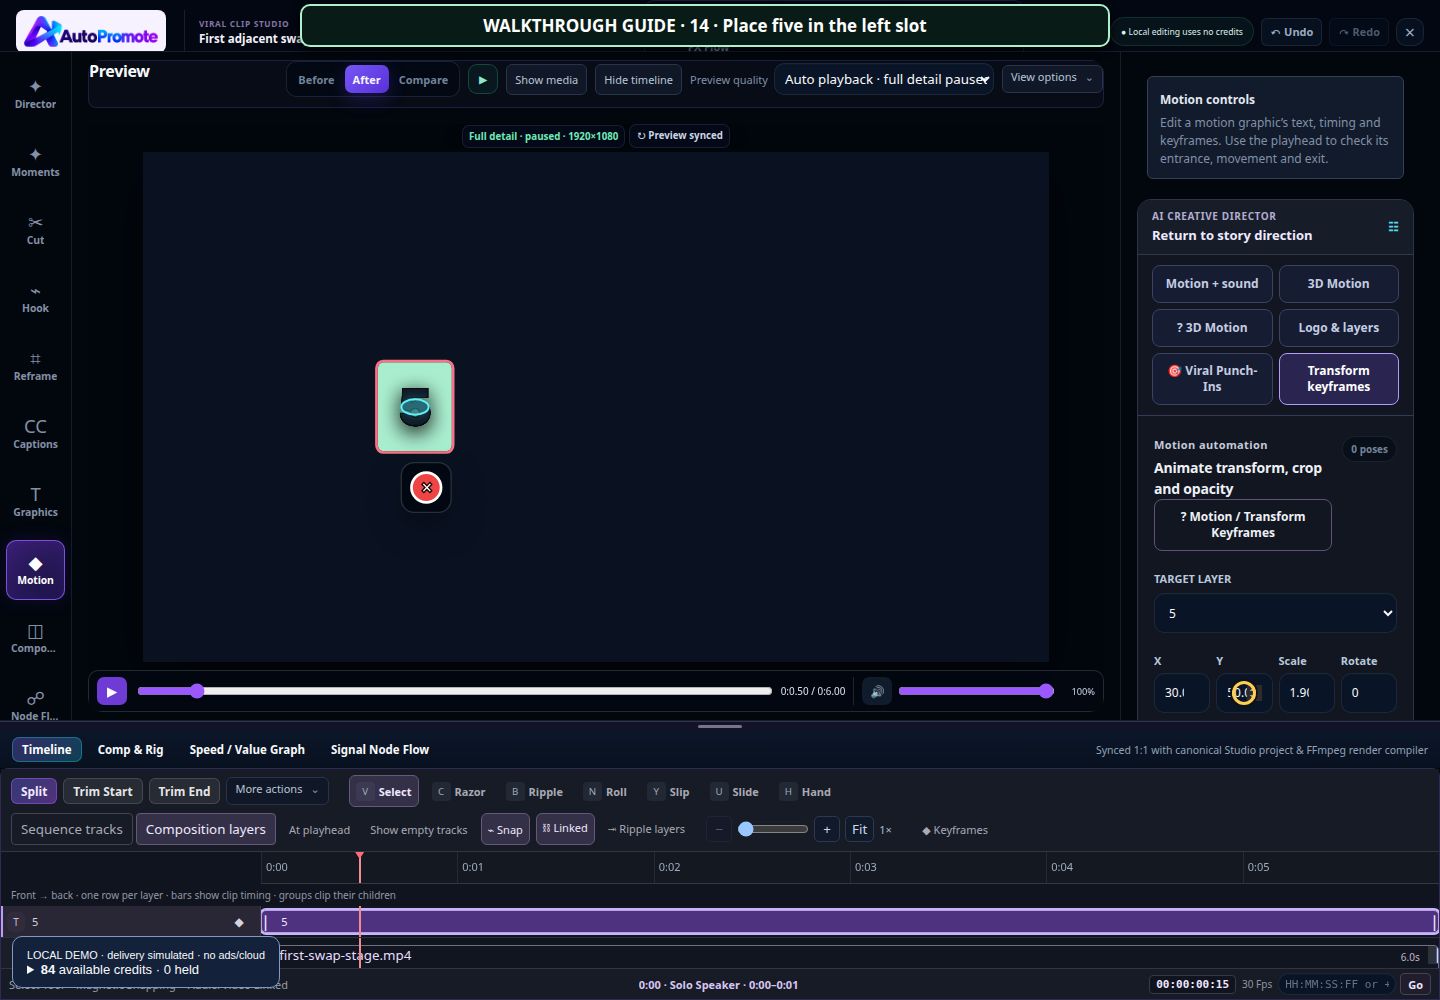 WALKTHROUGH GUIDE · 14 · Place five in the left slot
AutoPromote
VIRAL CLIP STUDIO
First adjacent swa
● Local editing uses no credits
↶ Undo
↷ Redo
✕
Preview
Before
After
Compare
▶
Show media
Hide timeline
Preview quality
Auto playback · full detail paused
View options
Full detail · paused · 1920×1080
↻ Preview synced
Director
Moments
Cut
Hook
Reframe
CC
Captions
T
Graphics
Motion
Compo...
Node Fl...
0:0.50 / 0:6.00
100%
Motion controls
Edit a motion graphic's text, timing and
keyframes. Use the playhead to check its
entrance, movement and exit.
AI CREATIVE DIRECTOR
Return to story direction
Motion + sound
3D Motion
? 3D Motion
Logo & layers
🎯 Viral Punch-
Ins
Transform
keyframes
Motion automation
0 poses
Animate transform, crop
and opacity
? Motion / Transform
Keyframes
TARGET LAYER
5
X
Y
Scale
Rotate
30.
1.90
0
Timeline
Comp & Rig
Speed / Value Graph
Signal Node Flow
Synced 1:1 with canonical Studio project & FFmpeg render compiler
Split
Trim Start
Trim End
More actions
V Select
C Razor
B Ripple
N Roll
Y Slip
U Slide
H Hand
Sequence tracks
Composition layers
At playhead
Show empty tracks
Snap
Linked
Ripple layers
−
+
Fit
1×
◆ Keyframes
0:00
0:01
0:02
0:03
0:04
0:05
Front → back · one row per layer · bars show clip timing · groups clip their children
T 5
5
first-swap-stage.mp4
6.0s
LOCAL DEMO · delivery simulated · no ads/cloud
▶ 84 available credits · 0 held
0:00 · Solo Speaker · 0:00–0:01
00:00:00:15
30 Fps
HH:MM:SS:FF or +
Go